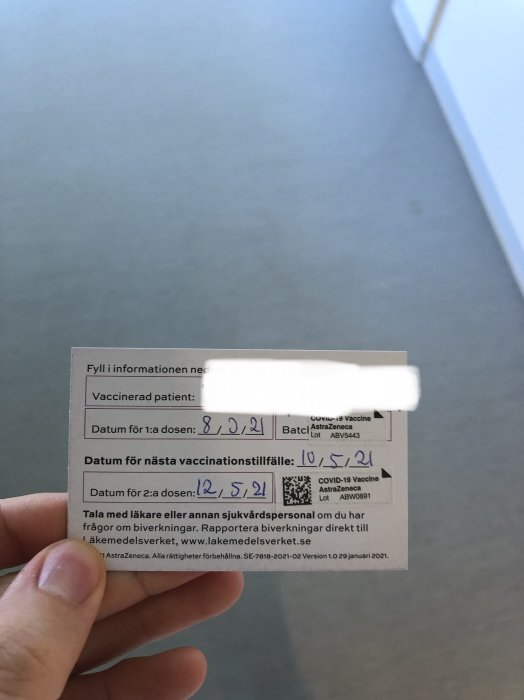 Fyll i informationen ned
Vaccinerad patient:
Datum för 1:a dosen: 8 / 3 / 21 Batc
COVID-19 Vaccine
AstraZeneca
Lot ABV5443
Datum för nästa vaccinationstillfälle: 10 / 5 / 21
Datum för 2:a dosen: 12 / 5 / 21
COVID-19 Vaccine
AstraZeneca
Lot ABW0891
Tala med läkare eller annan sjukvårdspersonal om du har
frågor om biverkningar. Rapportera biverkningar direkt till
Läkemedelsverket, www.lakemedelsverket.se
AstraZeneca. Alla rättigheter förbehållna. SE-7818-2021-02 Version 1.0 29 januari 2021.